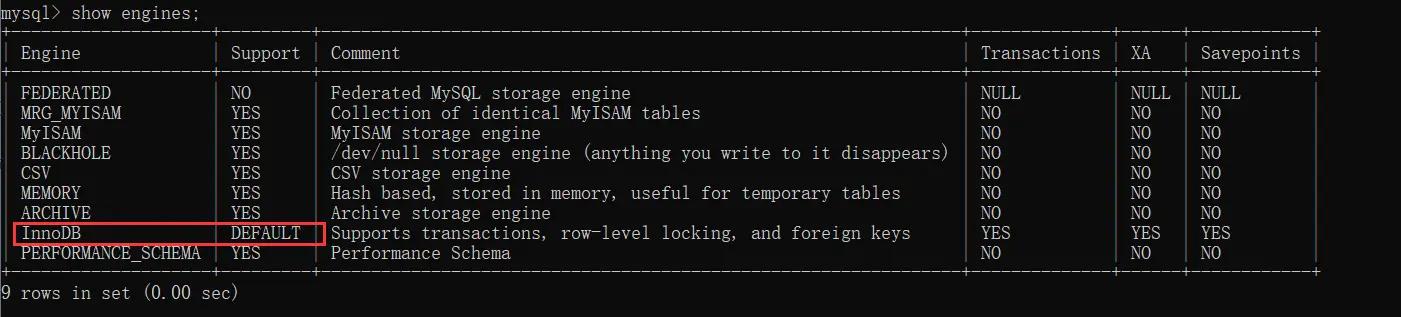 mysql> show engines;
| Engine | Support | Comment | Transactions | XA | Savepoints |
| FEDERATED | NO | Federated MySQL storage engine | NULL | NULL | NULL |
| MRG_MYISAM | YES | Collection of identical MyISAM tables | NO | NO | NO |
| MyISAM | YES | MyISAM storage engine | NO | NO | NO |
| BLACKHOLE | YES | /dev/null storage engine (anything you write to it disappears) | NO | NO | NO |
| CSV | YES | CSV storage engine | NO | NO | NO |
| MEMORY | YES | Hash based, stored in memory, useful for temporary tables | NO | NO | NO |
| ARCHIVE | YES | Archive storage engine | NO | NO | NO |
| InnoDB | DEFAULT | Supports transactions, row-level locking, and foreign keys | YES | YES | YES |
| PERFORMANCE_SCHEMA | YES | Performance Schema | NO | NO | NO |
9 rows in set (0.00 sec)